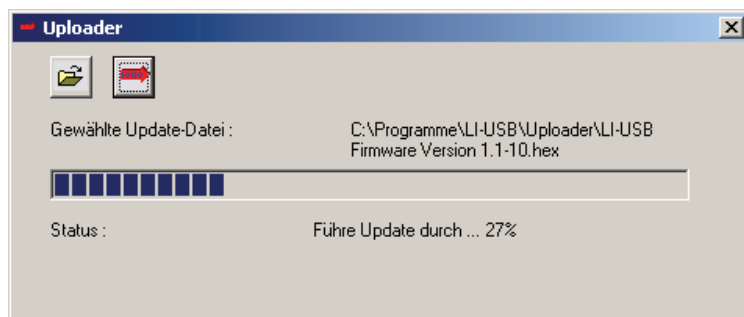 Uploader
Gewählte Update-Datei :
C:\Programme\LI-USB\Uploader\LI-USB
Firmware Version 1.1-10.hex
Status :
Führe Update durch ... 27%